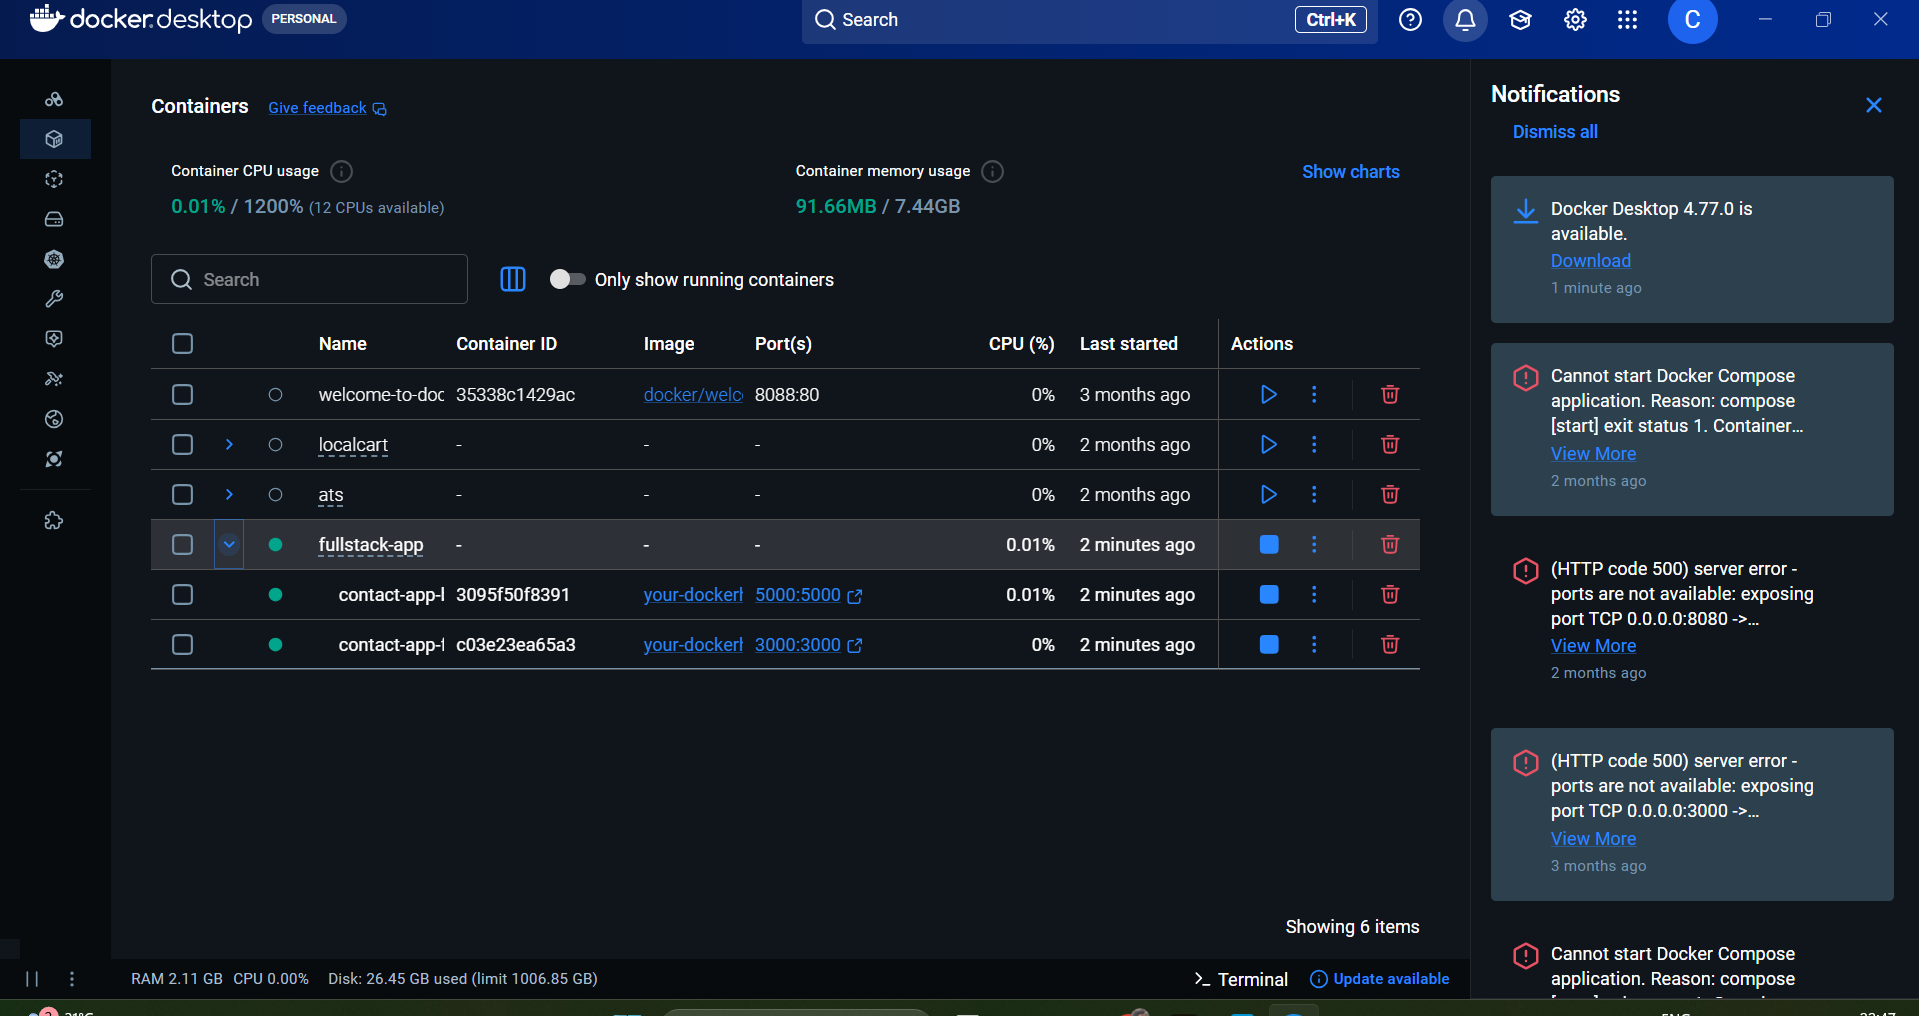 docker.desktop PERSONAL
Search Ctrl+K
C
Containers Give feedback
Container CPU usage
0.01% / 1200% (12 CPUs available)
Container memory usage
91.66MB / 7.44GB
Show charts
Search
Only show running containers
Name Container ID Image Port(s) CPU (%) Last started Actions
welcome-to-doc 35338c1429ac docker/welc 8088:80 0% 3 months ago
localcart - - - 0% 2 months ago
ats - - - 0% 2 months ago
fullstack-app - - - 0.01% 2 minutes ago
contact-app- 3095f50f8391 your-docker 5000:5000 0.01% 2 minutes ago
contact-app- c03e23ea65a3 your-docker 3000:3000 0% 2 minutes ago
Showing 6 items
Notifications
Dismiss all
Docker Desktop 4.77.0 is
available.
Download
1 minute ago
Cannot start Docker Compose
application. Reason: compose
[start] exit status 1. Container...
View More
2 months ago
(HTTP code 500) server error -
ports are not available: exposing
port TCP 0.0.0.0:8080 ->...
View More
2 months ago
(HTTP code 500) server error -
ports are not available: exposing
port TCP 0.0.0.0:3000 ->...
View More
3 months ago
Cannot start Docker Compose
application. Reason: compose
RAM 2.11 GB CPU 0.00% Disk: 26.45 GB used (limit 1006.85 GB)
Terminal Update available